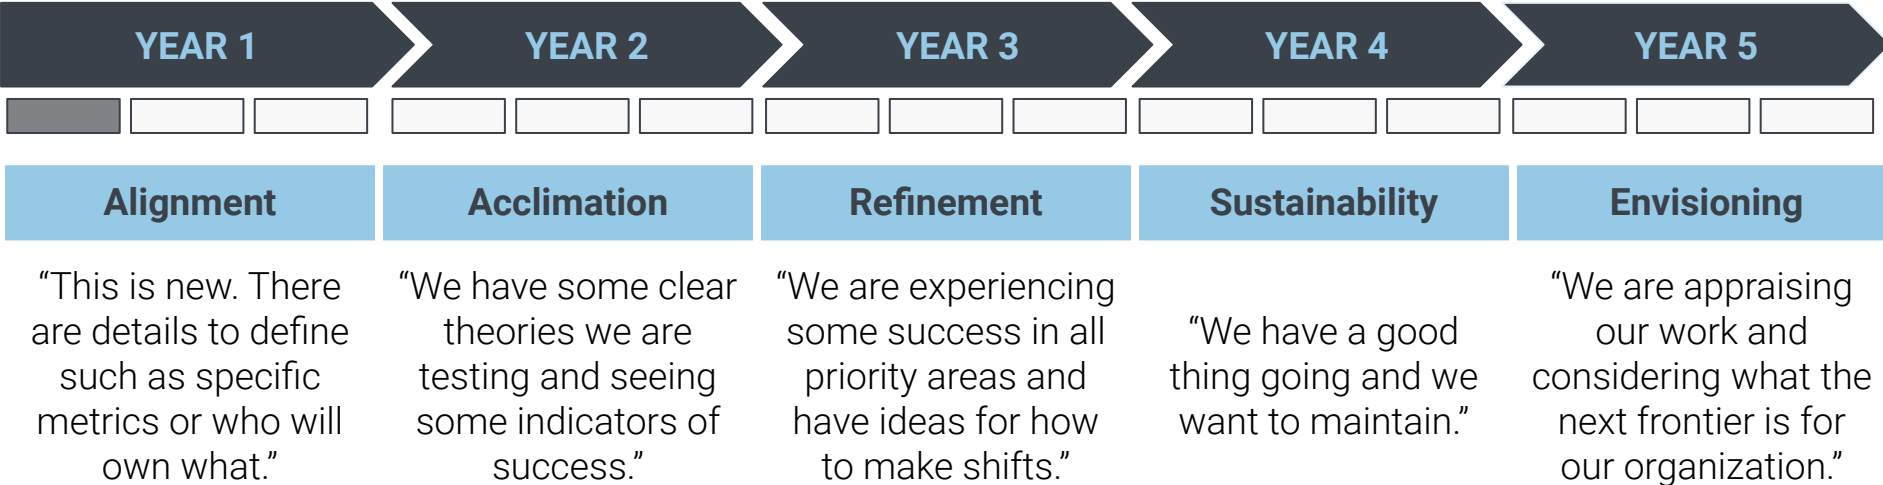 YEAR 1
YEAR 2
YEAR 3
YEAR 4
YEAR 5
Alignment
Acclimation
Refinement
Sustainability
Envisioning
“This is new. There
are details to define
such as specific
metrics or who will
own what.”
“We have some clear
theories we are
testing and seeing
some indicators of
success.”
“We are experiencing
some success in all
priority areas and
have ideas for how
to make shifts.”
“We have a good
thing going and we
want to maintain.”
“We are appraising
our work and
considering what the
next frontier is for
our organization.”